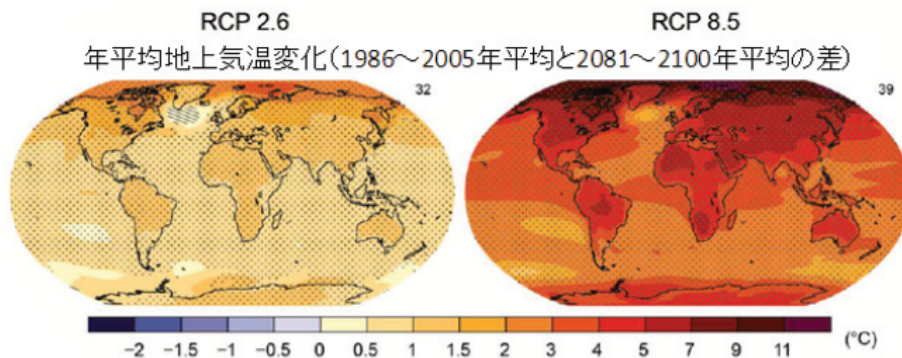 RCP 2.6 RCP 8.5
年平均地上気温変化(1986～2005年平均と2081～2100年平均の差)
32 39
-2 -1.5 -1 -0.5 0 0.5 1 1.5 2 3 4 5 7 9 11 (°C)